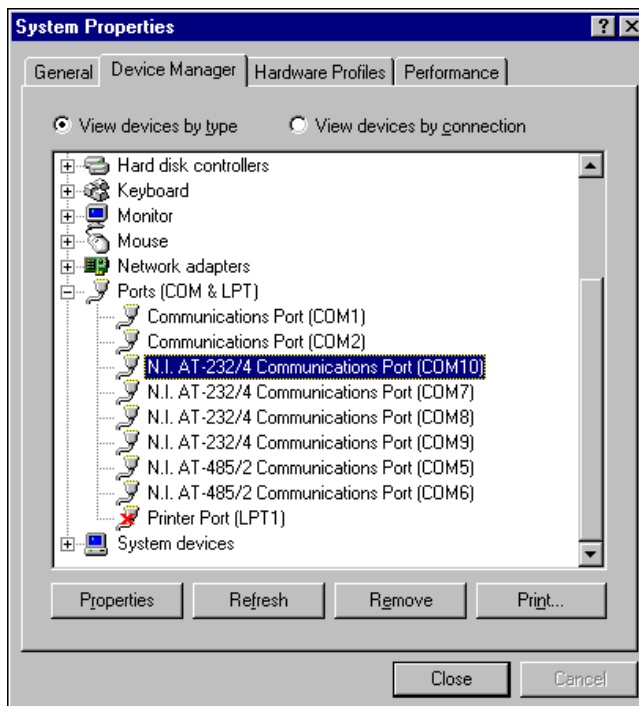 System Properties
General Device Manager Hardware Profiles Performance
View devices by type View devices by connection
Hard disk controllers
Keyboard
Monitor
Mouse
Network adapters
Ports (COM & LPT)
Communications Port (COM1)
Communications Port (COM2)
N.I. AT-232/4 Communications Port (COM10)
N.I. AT-232/4 Communications Port (COM7)
N.I. AT-232/4 Communications Port (COM8)
N.I. AT-232/4 Communications Port (COM9)
N.I. AT-485/2 Communications Port (COM5)
N.I. AT-485/2 Communications Port (COM6)
Printer Port (LPT1)
System devices
Properties Refresh Remove Print...
Close Cancel